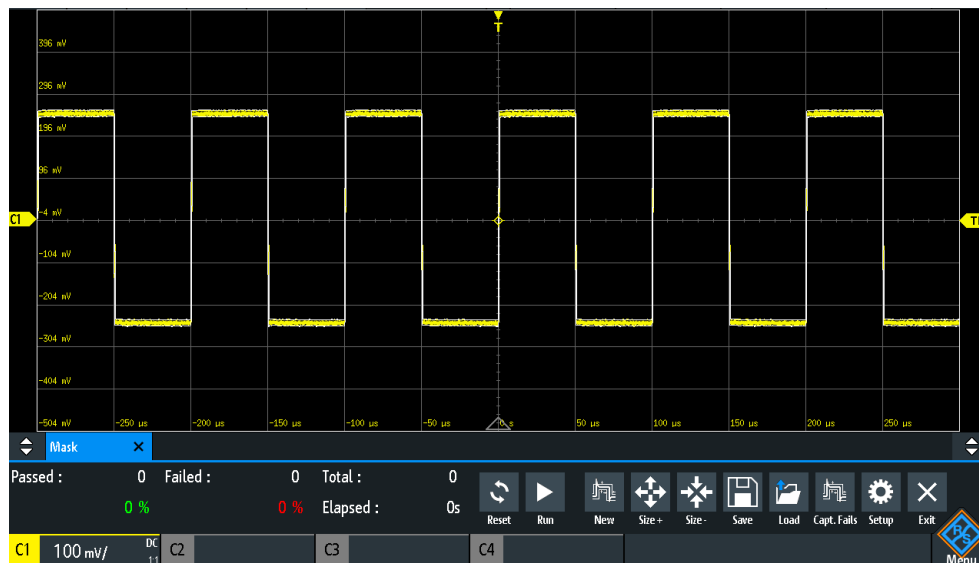 T
396 mV
296 mV
196 mV
96 mV
C1 -4 mV TL
-104 mV
-204 mV
-304 mV
-404 mV
-504 mV -250 µs -200 µs -150 µs -100 µs -50 µs 0 s 50 µs 100 µs 150 µs 200 µs 250 µs
Mask ×
Passed : 0 Failed : 0 Total : 0
0 % 0 % Elapsed : 0s
Reset Run New Size + Size - Save Load Capt. Fails Setup Exit
C1 100 mV/ DC 1:1 C2 C3 C4 R&S Menu